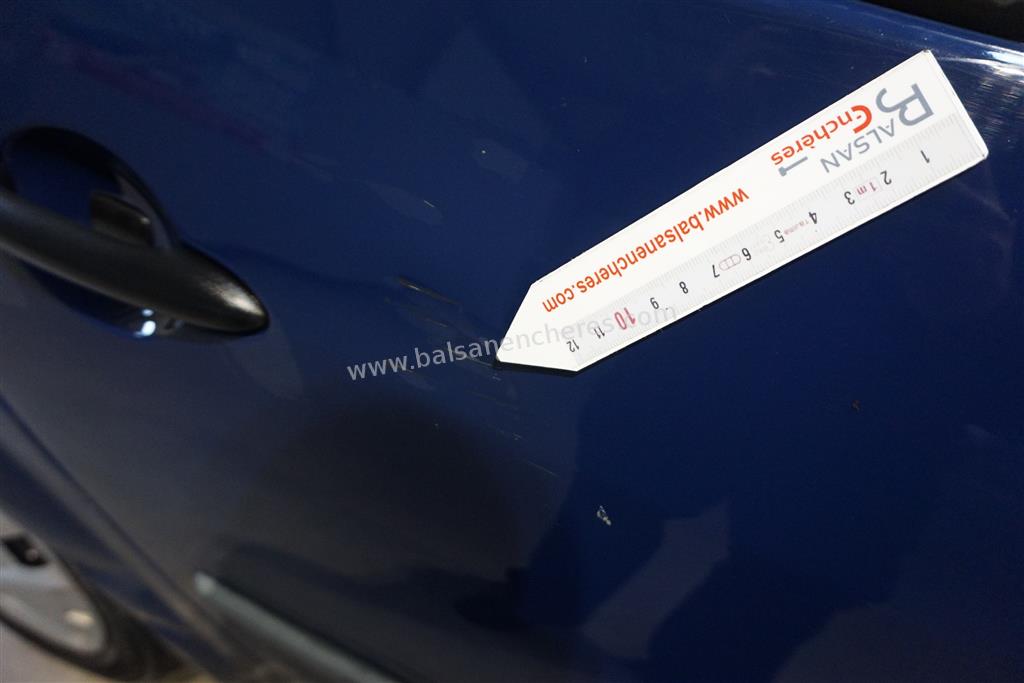 BALSAN
Enchères
www.balsanencheres.com
1 2 3 4 5 6 7 8 9 10 11 12
1m
www.balsanencheres.com